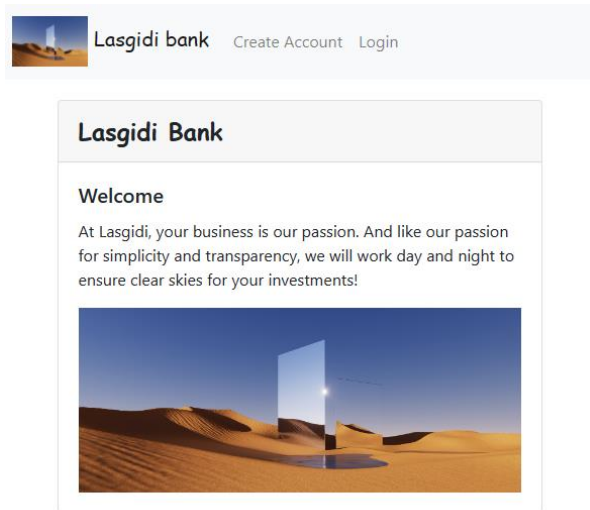 Lasgidi bank Create Account Login
Lasgidi Bank
Welcome
At Lasgidi, your business is our passion. And like our passion
for simplicity and transparency, we will work day and night to
ensure clear skies for your investments!